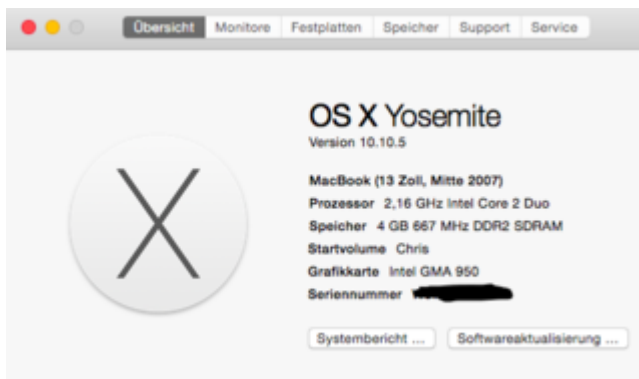 Übersicht Monitore Festplatten Speicher Support Service
OS X Yosemite
Version 10.10.5
MacBook (13 Zoll, Mitte 2007)
Prozessor 2,16 GHz Intel Core 2 Duo
Speicher 4 GB 667 MHz DDR2 SDRAM
Startvolume Chris
Grafikkarte Intel GMA 950
Seriennummer
Systembericht ... Softwareaktualisierung ...